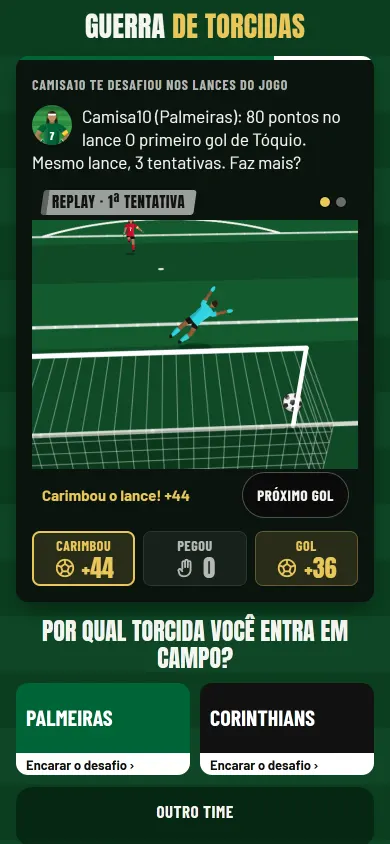 GUERRA DE TORCIDAS
CAMISA10 TE DESAFIOU NOS LANCES DO JOGO
7
Camisa10 (Palmeiras): 80 pontos no
lance O primeiro gol de Tóquio.
Mesmo lance, 3 tentativas. Faz mais?
REPLAY · 1ª TENTATIVA
Carimbou o lance! +44
PRÓXIMO GOL
CARIMBOU
+44
PEGOU
0
GOL
+36
POR QUAL TORCIDA VOCÊ ENTRA EM
CAMPO?
PALMEIRAS
Encarar o desafio ›
CORINTHIANS
Encarar o desafio ›
OUTRO TIME